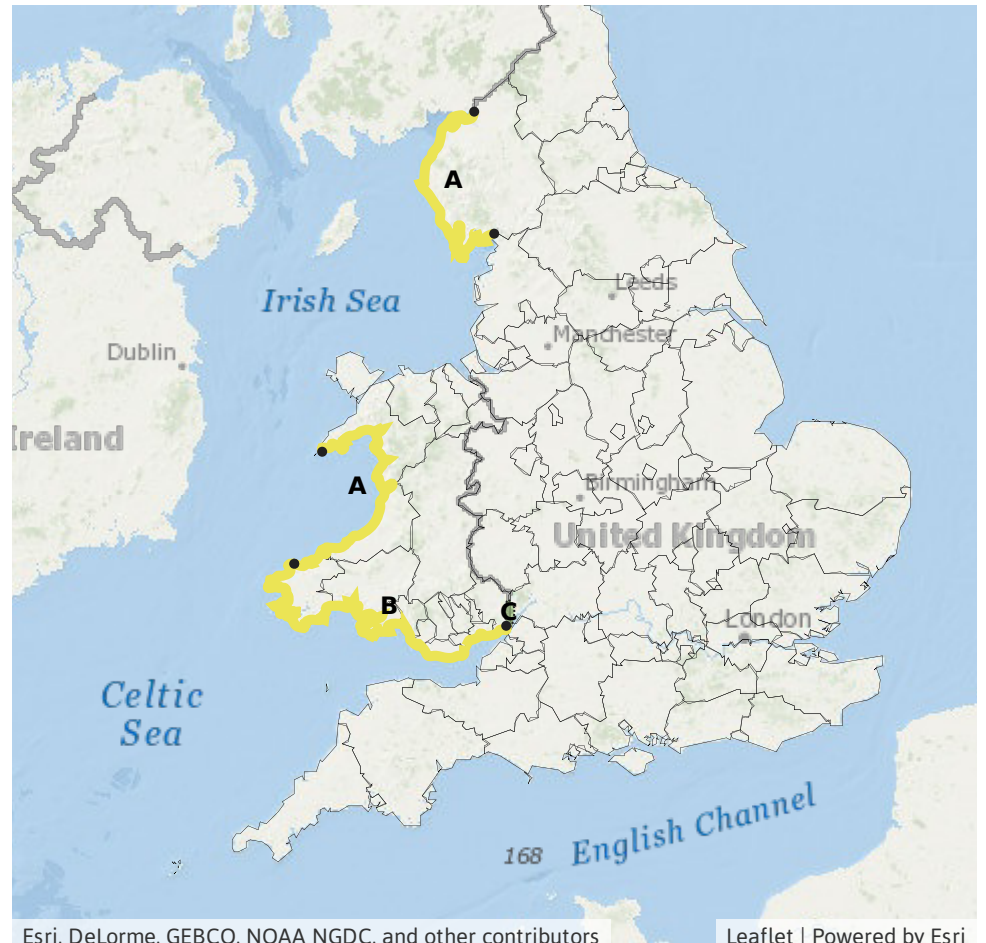 A
Leeds
Irish Sea
Manchester
Dublin
Ireland
A
Birmingham
United Kingdom
B
C
London
Celtic
Sea
English Channel
168
Esri, DeLorme, GEBCO, NOAA NGDC, and other contributors
Leaflet | Powered by Esri